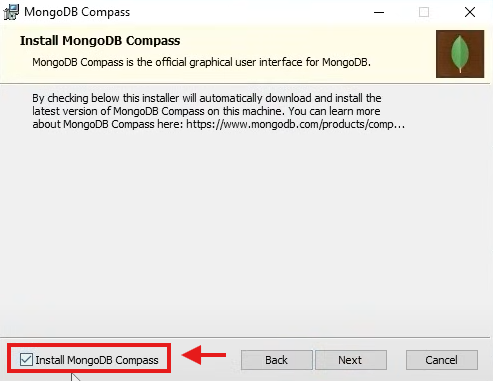 MongoDB Compass
Install MongoDB Compass
MongoDB Compass is the official graphical user interface for MongoDB.
By checking below this installer will automatically download and install the
latest version of MongoDB Compass on this machine. You can learn more
about MongoDB Compass here: https://www.mongodb.com/products/comp...
Install MongoDB Compass
Back
Next
Cancel